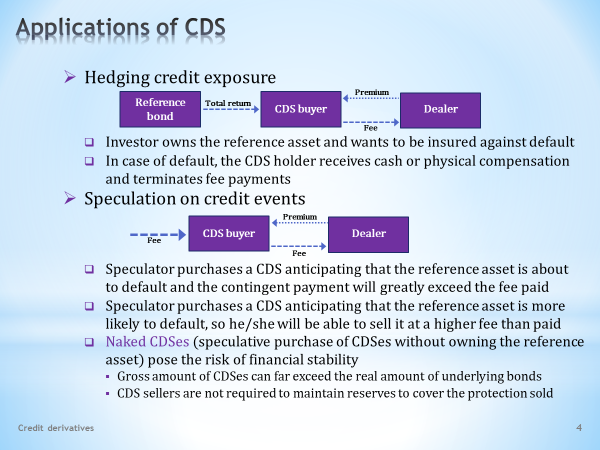 Applications of CDS
➢ Hedging credit exposure
Reference bond
Total return
CDS buyer
Premium
Fee
Dealer
❑ Investor owns the reference asset and wants to be insured against default
❑ In case of default, the CDS holder receives cash or physical compensation
and terminates fee payments
➢ Speculation on credit events
Fee
CDS buyer
Premium
Fee
Dealer
❑ Speculator purchases a CDS anticipating that the reference asset is about
to default and the contingent payment will greatly exceed the fee paid
❑ Speculator purchases a CDS anticipating that the reference asset is more
likely to default, so he/she will be able to sell it at a higher fee than paid
❑ Naked CDSes (speculative purchase of CDSes without owning the reference
asset) pose the risk of financial stability
▪ Gross amount of CDSes can far exceed the real amount of underlying bonds
▪ CDS sellers are not required to maintain reserves to cover the protection sold
Credit derivatives
4